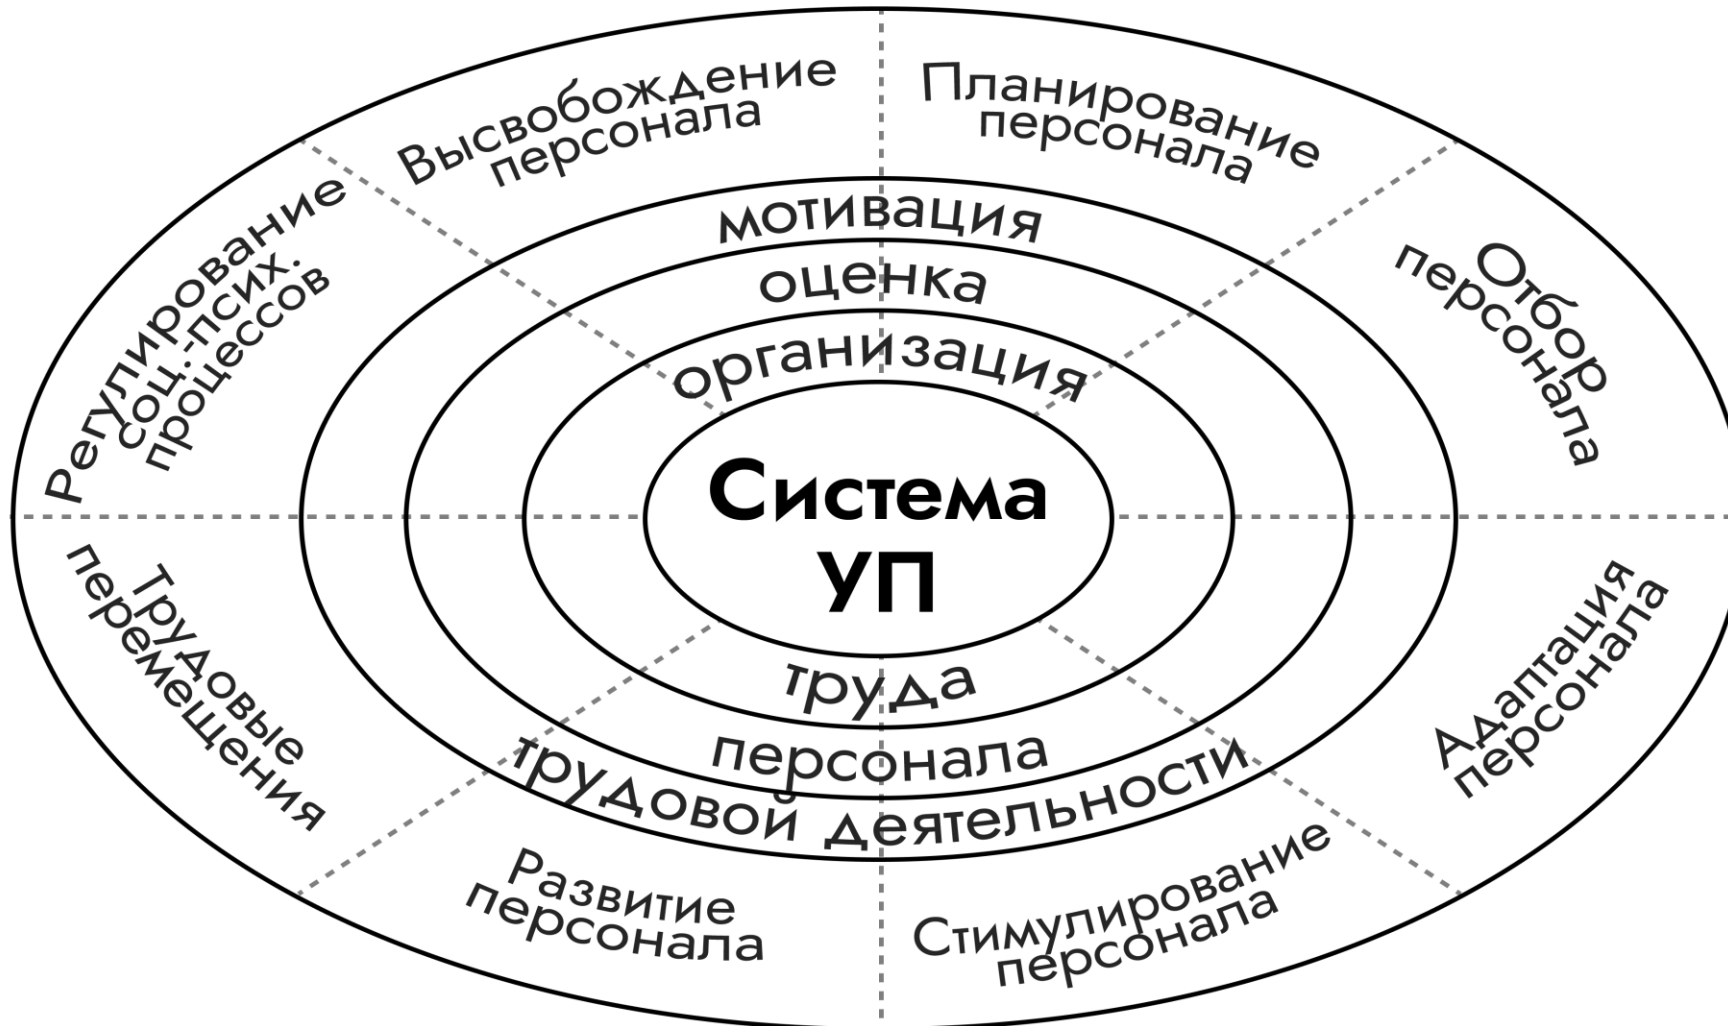 Высвобождение
персонала
Планирование
персонала
Регулирование
соц.-псих.
процессов
мотивация
оценка
организация
Отбор
персонала
Система
УП
Трудовые
перемещения
труда
персонала
трудовой деятельности
Адаптация
персонала
Развитие
персонала
Стимулирование
персонала